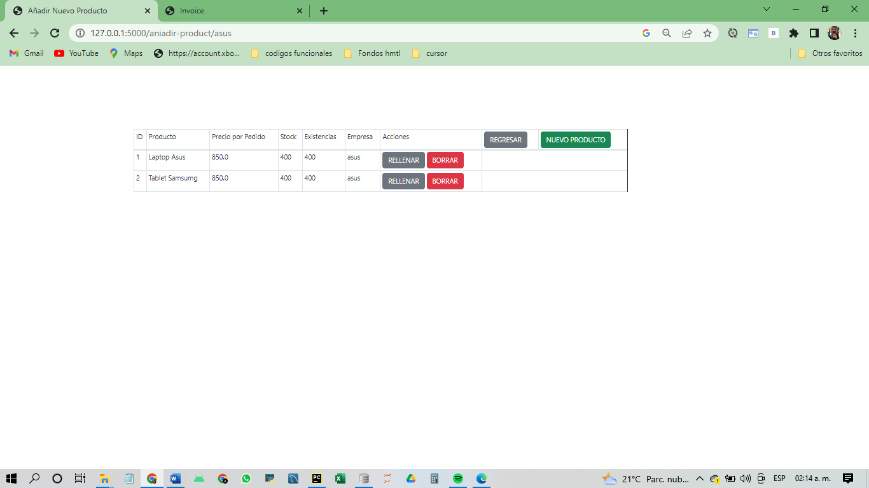 Añadir Nuevo Producto
Invoice
127.0.0.1:5000/aniadir-product/asus
Gmail YouTube Maps https://account.xbo... codigos funcionales Fondos hmtl cursor Otros favoritos
ID Producto Precio por Pedido Stock Existencias Empresa Acciones REGRESAR NUEVO PRODUCTO
1 Laptop Asus 850.0 400 400 asus RELLENAR BORRAR
2 Tablet Samsumg 850.0 400 400 asus RELLENAR BORRAR
21°C Parc. nub... ESP 02:14 a. m.